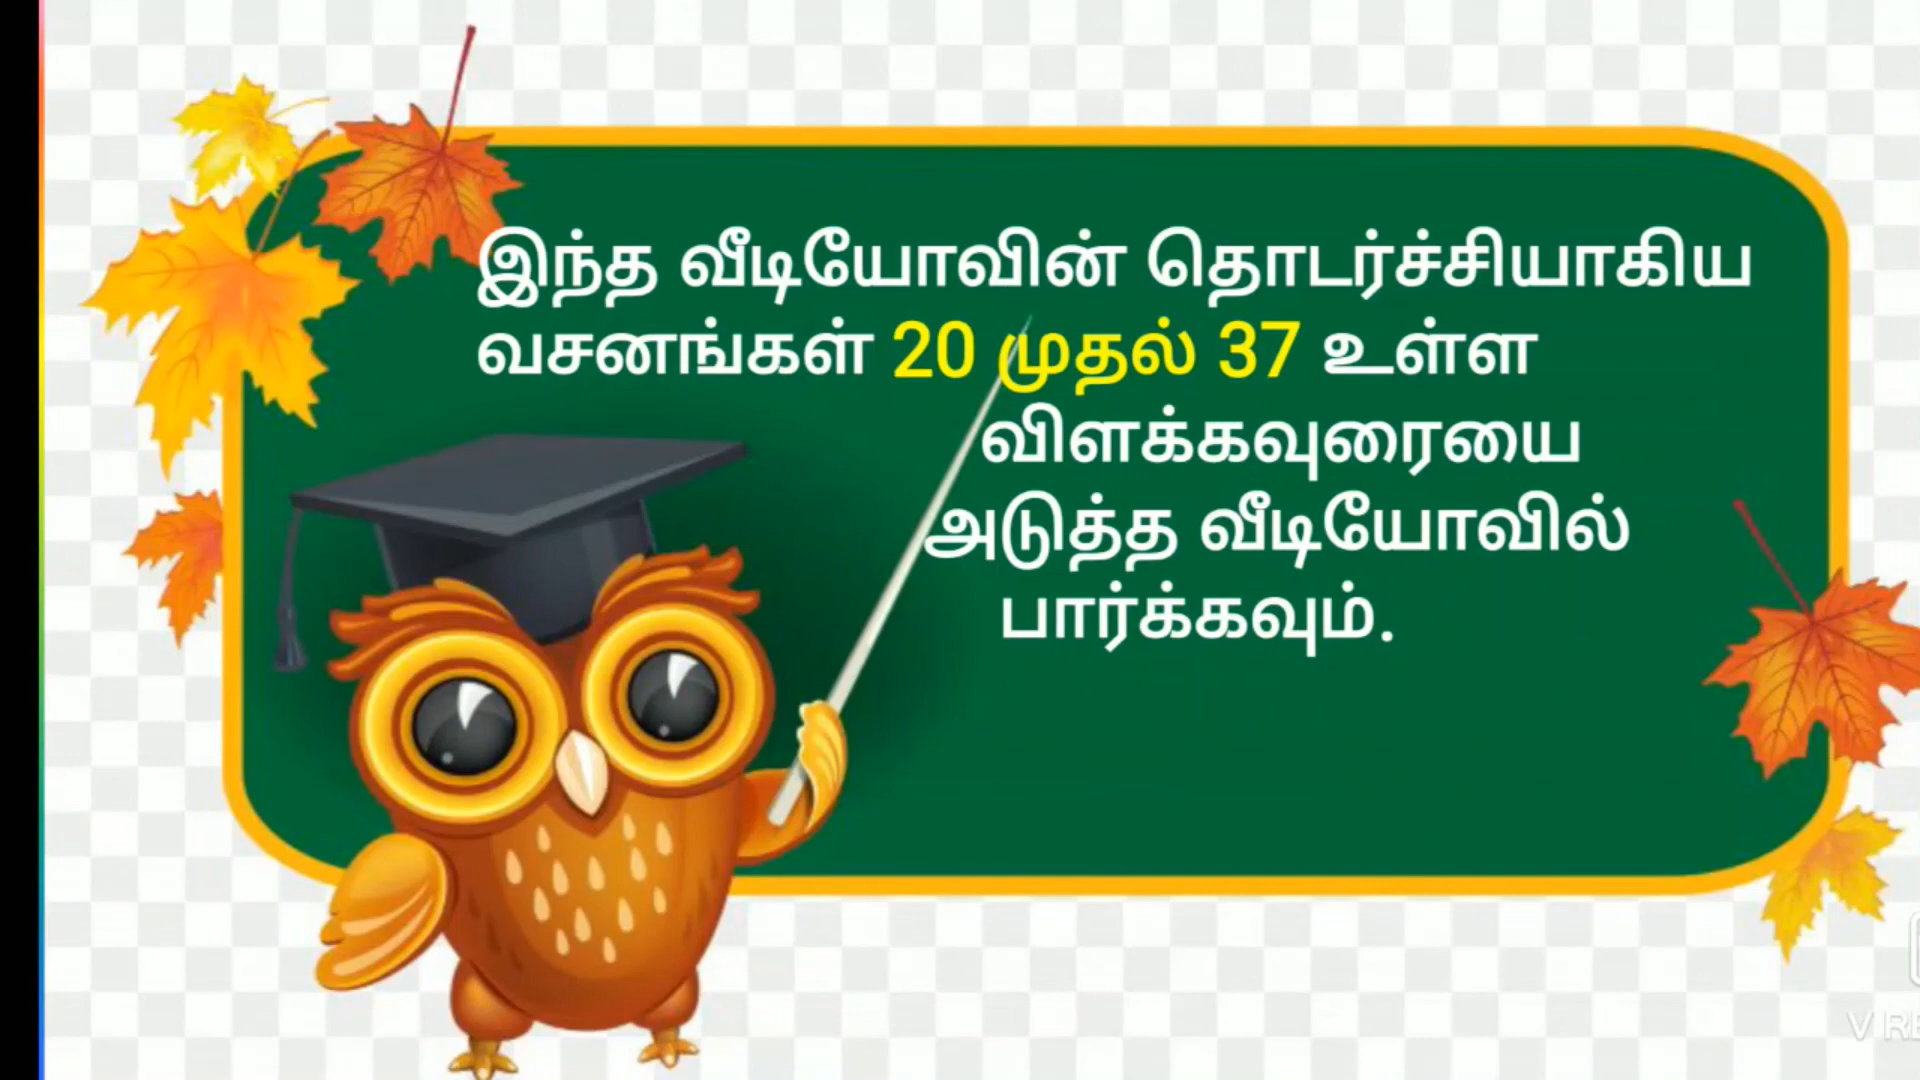 இந்த வீடியோவின் தொடர்ச்சியாகிய
வசனங்கள் 20 முதல் 37 உள்ள
விளக்கவுரையை
அடுத்த வீடியோவில்
பார்க்கவும்.